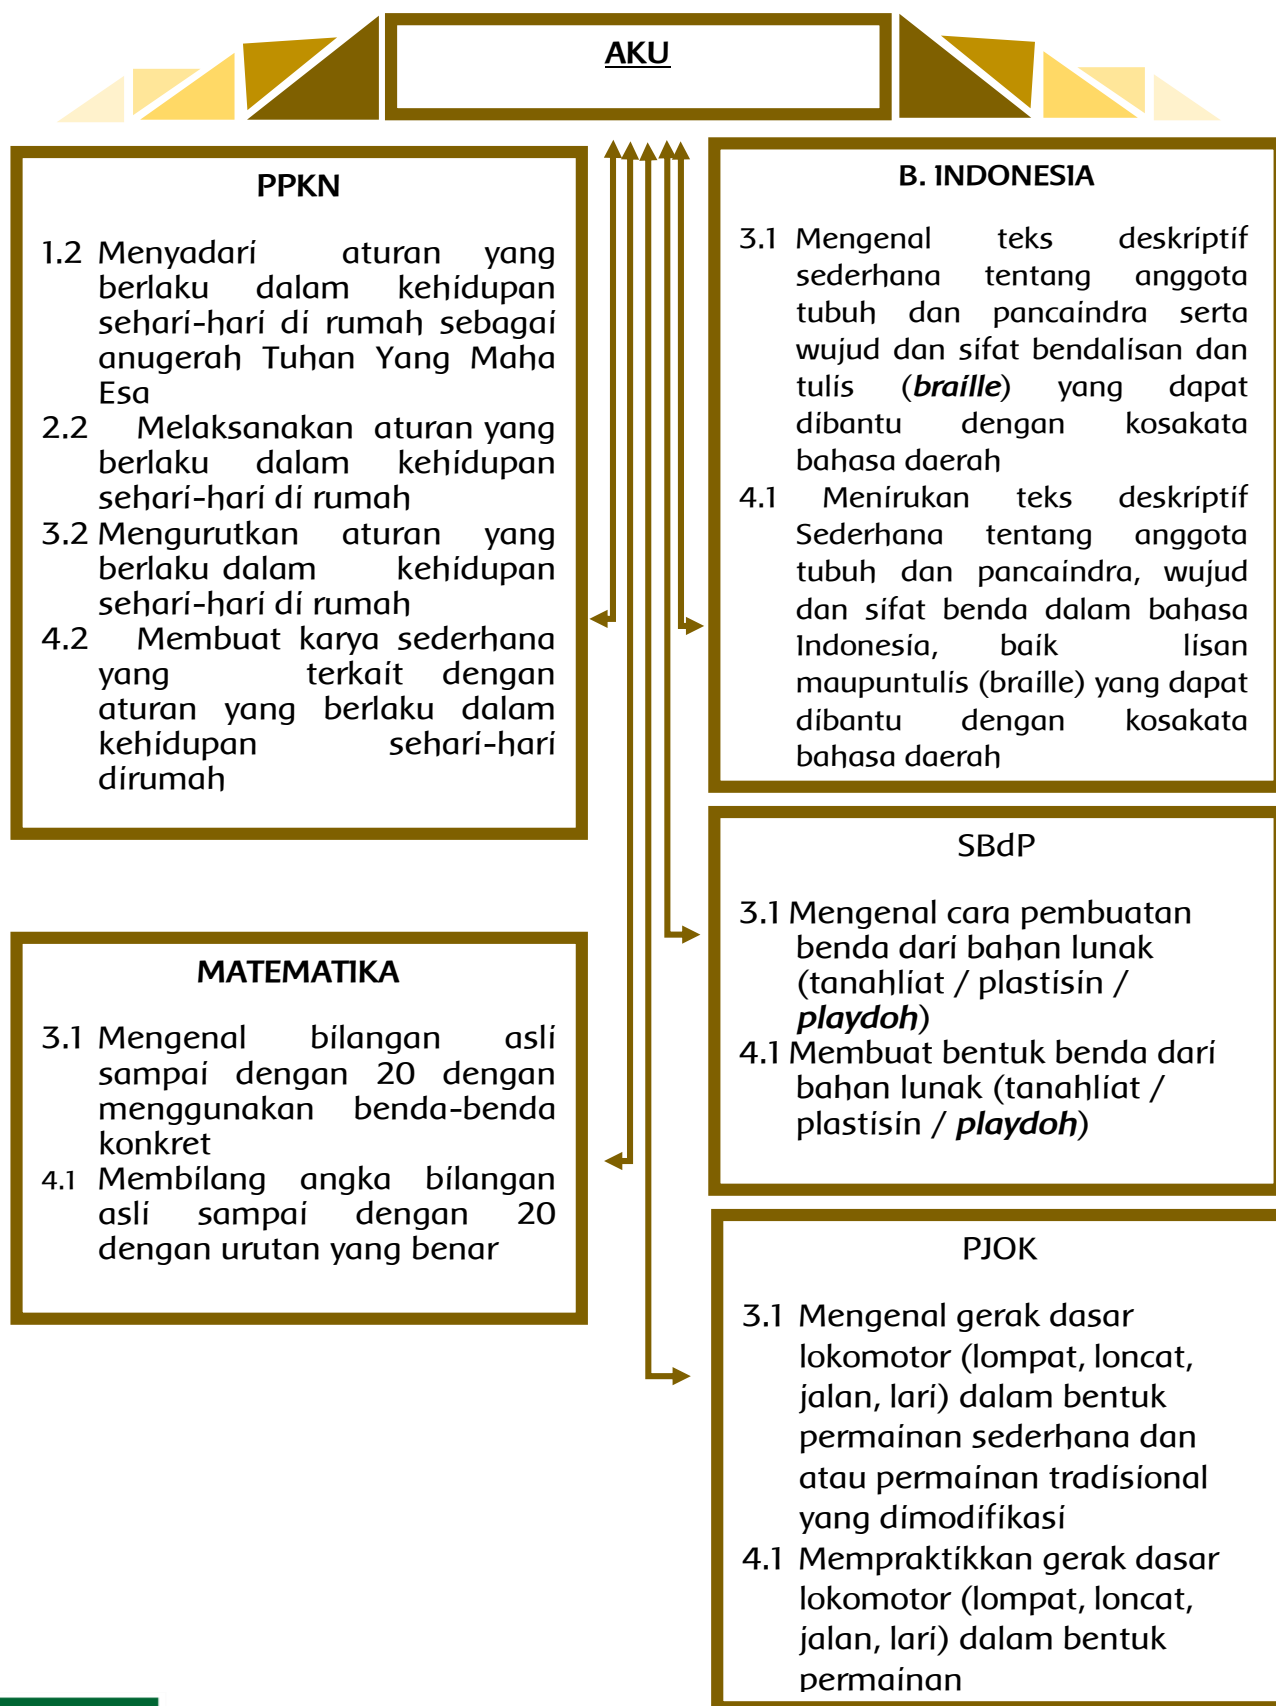 AKU
PPKN
1.2 Menyadari aturan yang
berlaku dalam kehidupan
sehari-hari di rumah sebagai
anugerah Tuhan Yang Maha
Esa
2.2 Melaksanakan aturan yang
berlaku dalam kehidupan
sehari-hari di rumah
3.2 Mengurutkan aturan yang
berlaku dalam kehidupan
sehari-hari di rumah
4.2 Membuat karya sederhana
yang terkait dengan
aturan yang berlaku dalam
kehidupan sehari-hari
dirumah
MATEMATIKA
3.1 Mengenal bilangan asli
sampai dengan 20 dengan
menggunakan benda-benda
konkret
4.1 Membilang angka bilangan
asli sampai dengan 20
dengan urutan yang benar
B. INDONESIA
3.1 Mengenal teks deskriptif
sederhana tentang anggota
tubuh dan pancaindra serta
wujud dan sifat bendalisan dan
tulis (braille) yang dapat
dibantu dengan kosakata
bahasa daerah
4.1 Menirukan teks deskriptif
Sederhana tentang anggota
tubuh dan pancaindra, wujud
dan sifat benda dalam bahasa
Indonesia, baik lisan
maupuntulis (braille) yang dapat
dibantu dengan kosakata
bahasa daerah
SBdP
3.1 Mengenal cara pembuatan
benda dari bahan lunak
(tanahliat / plastisin /
playdoh)
4.1 Membuat bentuk benda dari
bahan lunak (tanahliat /
plastisin / playdoh)
PJOK
3.1 Mengenal gerak dasar
lokomotor (lompat, loncat,
jalan, lari) dalam bentuk
permainan sederhana dan
atau permainan tradisional
yang dimodifikasi
4.1 Mempraktikkan gerak dasar
lokomotor (lompat, loncat,
jalan, lari) dalam bentuk
permainan